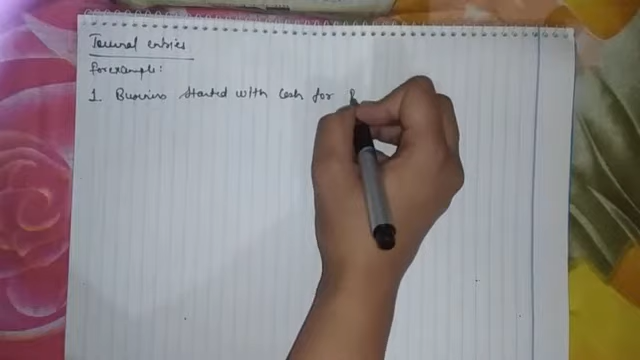 Journal entries
For example:
1. Business started with cash for R